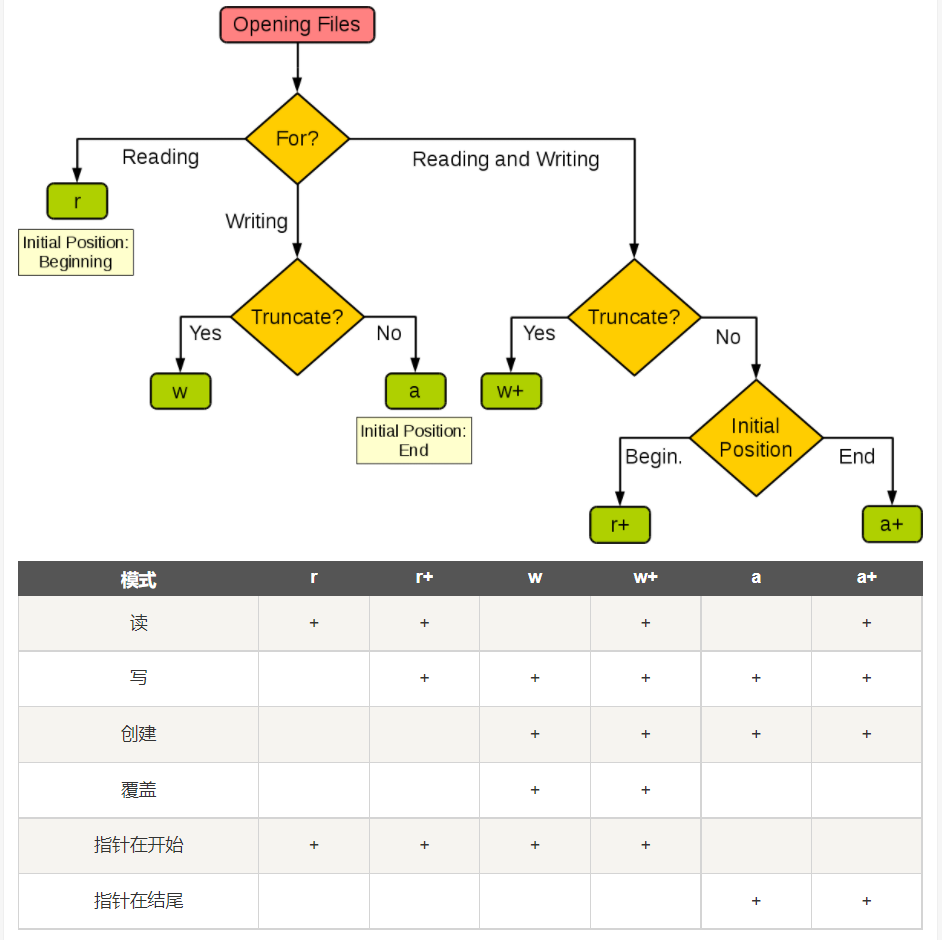 Opening Files
For?
Reading
Reading and Writing
r
Writing
Initial Position:
Beginning
Truncate?
Truncate?
Yes
No
Yes
No
w
a
w+
Initial Position:
End
Initial
Position
Begin.
End
r+
a+
模式 r r+ w w+ a a+
读 + + + +
写 + + + + +
创建 + + + +
覆盖 + +
指针在开始 + + + +
指针在结尾 + +